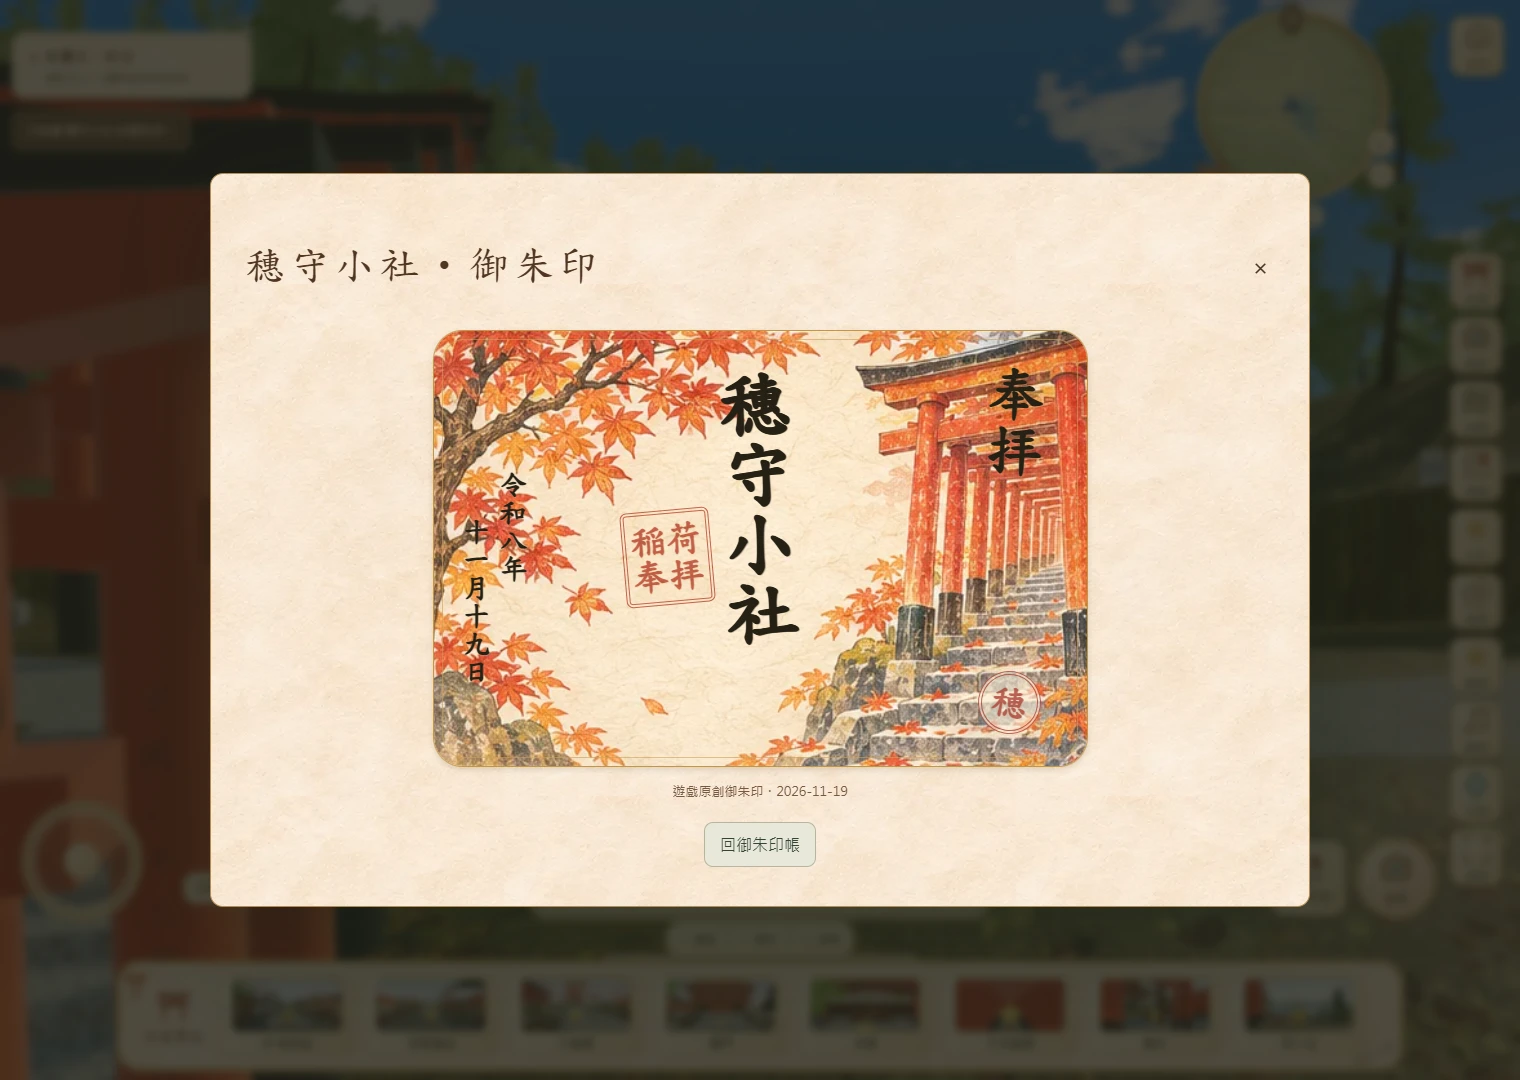 穗守小社・御朱印
×
奉拝
穗守小社
稲荷
奉拝
令和八年
十一月十九日
穂
遊戲原創御朱印・2026-11-19
回御朱印帳